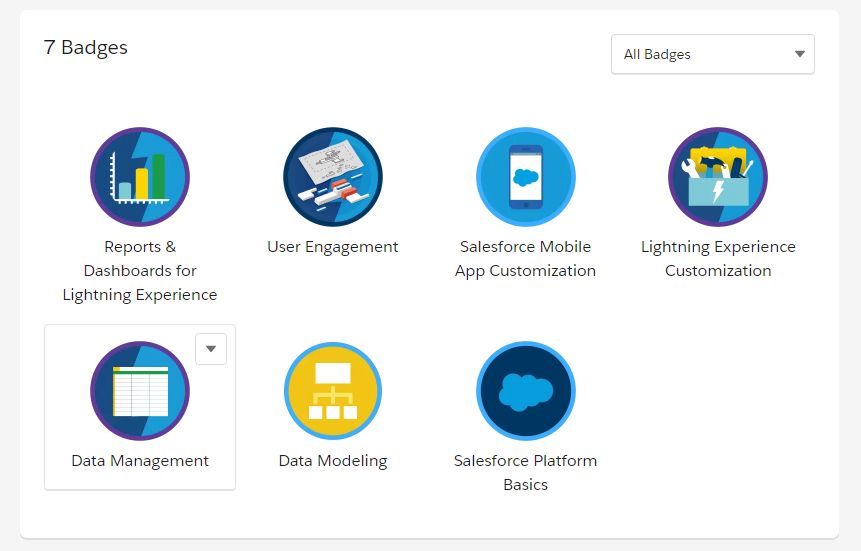 7 Badges
All Badges
Reports &
Dashboards for
Lightning Experience
User Engagement
Salesforce Mobile
App Customization
Lightning Experience
Customization
Data Management
Data Modeling
Salesforce Platform
Basics